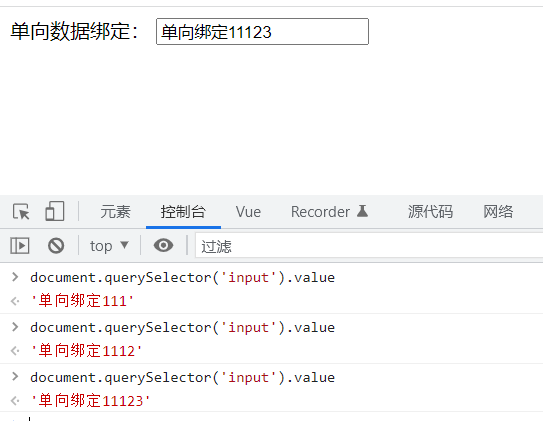 单向数据绑定： 单向绑定11123
元素 控制台 Vue Recorder 源代码 网络
top ▼ 过滤
> document.querySelector('input').value
<· '单向绑定111'
> document.querySelector('input').value
<· '单向绑定1112'
> document.querySelector('input').value
<· '单向绑定11123'